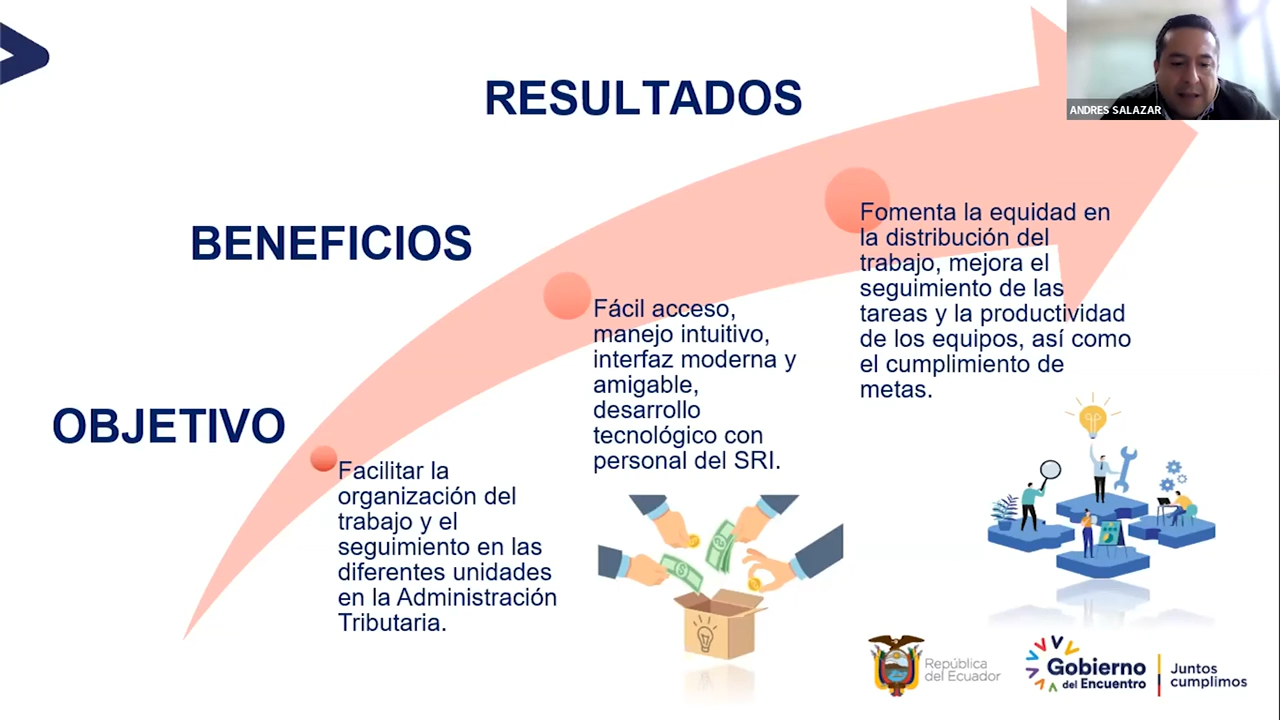 RESULTADOS
ANDRES SALAZAR
Fomenta la equidad en
la distribución del
trabajo, mejora el
seguimiento de las
tareas y la productividad
de los equipos, así como
el cumplimiento de
metas.
BENEFICIOS
Fácil acceso,
manejo intuitivo,
interfaz moderna y
amigable,
desarrollo
tecnológico con
personal del SRI.
OBJETIVO
Facilitar la
organización del
trabajo y el
seguimiento en las
diferentes unidades
en la Administración
Tributaria.
República
del Ecuador
Gobierno
del Encuentro
Juntos
cumplimos